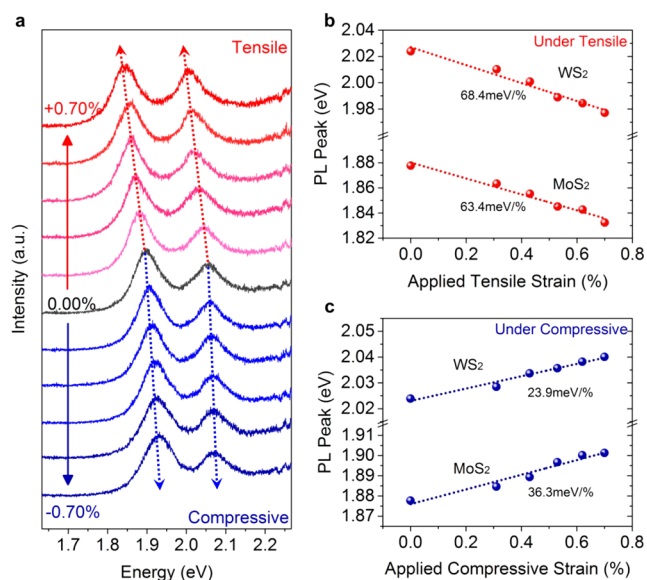 a
Tensile
+0.70%
0.00%
-0.70%
Compressive
Intensity (a.u.)
1.7 1.8 1.9 2.0 2.1 2.2
Energy (eV)
b
Under Tensile
2.04
2.02
2.00
1.98
1.88
1.86
1.84
1.82
PL Peak (eV)
WS2
68.4meV/%
MoS2
63.4meV/%
0.0 0.2 0.4 0.6 0.8
Applied Tensile Strain (%)
c
Under Compressive
2.05
2.04
2.03
2.02
1.91
1.90
1.89
1.88
1.87
PL Peak (eV)
WS2
23.9meV/%
MoS2
36.3meV/%
0.0 0.2 0.4 0.6 0.8
Applied Compressive Strain (%)